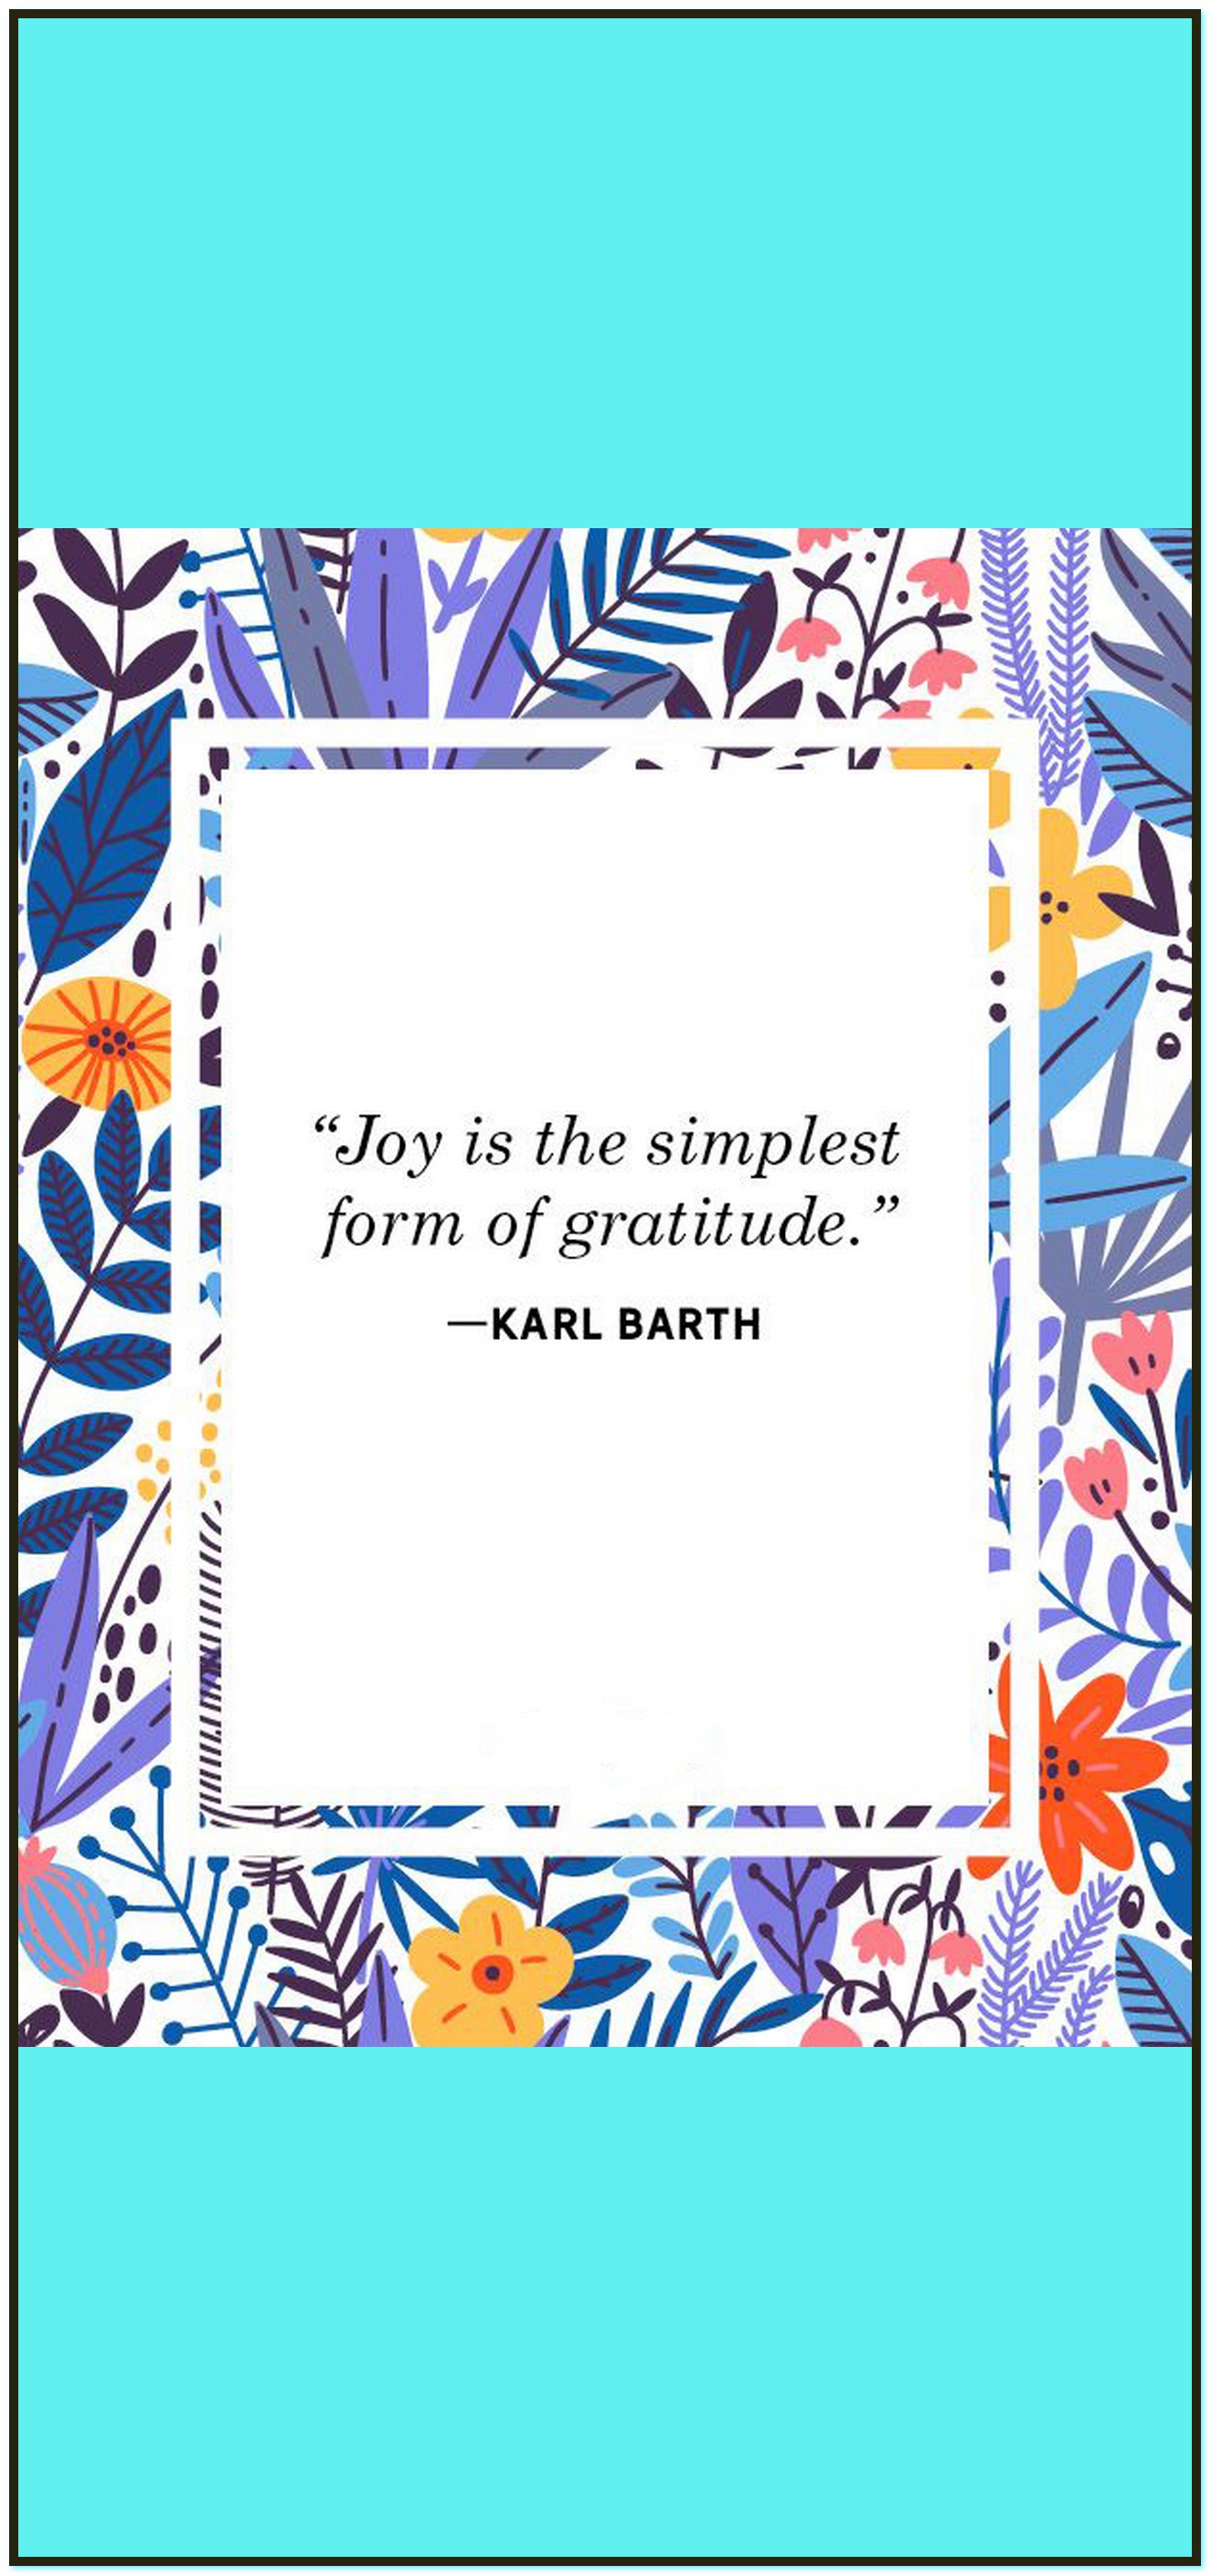 “Joy is the simplest
form of gratitude.”
—KARL BARTH